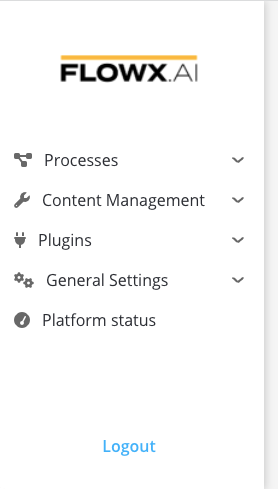 FLOWX.AI
Processes
Content Management
Plugins
General Settings
Platform status
Logout